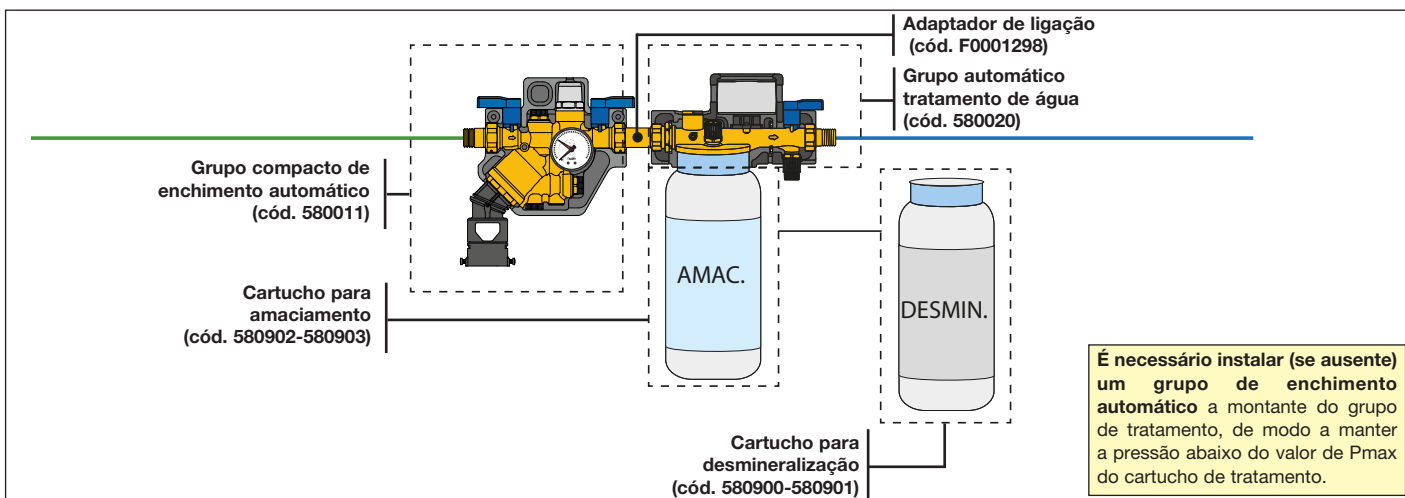 Adaptador de ligação
(cód. F0001298)
Grupo automático
tratamento de água
(cód. 580020)
Grupo compacto de
enchimento automático
(cód. 580011)
AMAC.
DESMIN.
Cartucho para
amaciamento
(cód. 580902-580903)
É necessário instalar (se ausente)
um grupo de enchimento
automático a montante do grupo
de tratamento, de modo a manter
a pressão abaixo do valor de Pmax
do cartucho de tratamento.
Cartucho para
desmineralização
(cód. 580900-580901)